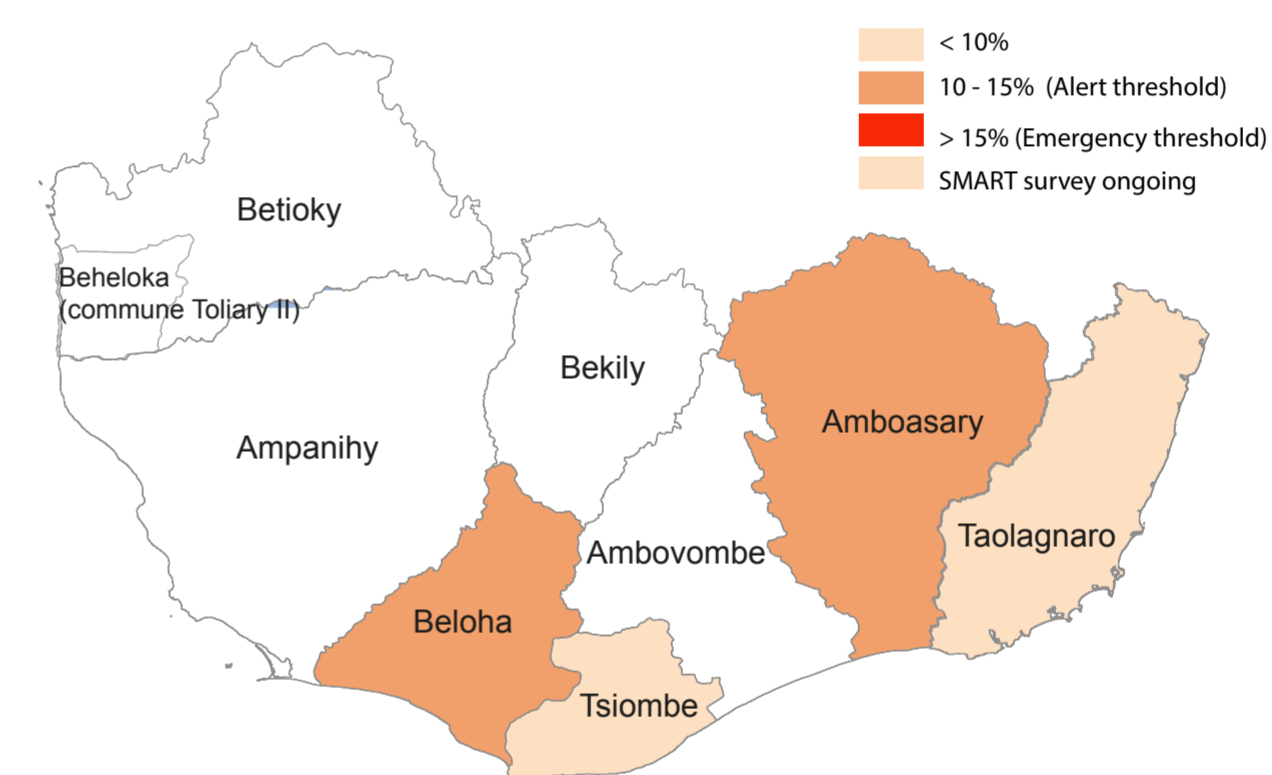 < 10%
10 - 15% (Alert threshold)
> 15% (Emergency threshold)
SMART survey ongoing
Betioky
Beheloka
(commune Toliary II)
Bekily
Amboasary
Ampanihy
Taolagnaro
Ambovombe
Beloha
Tsiombe